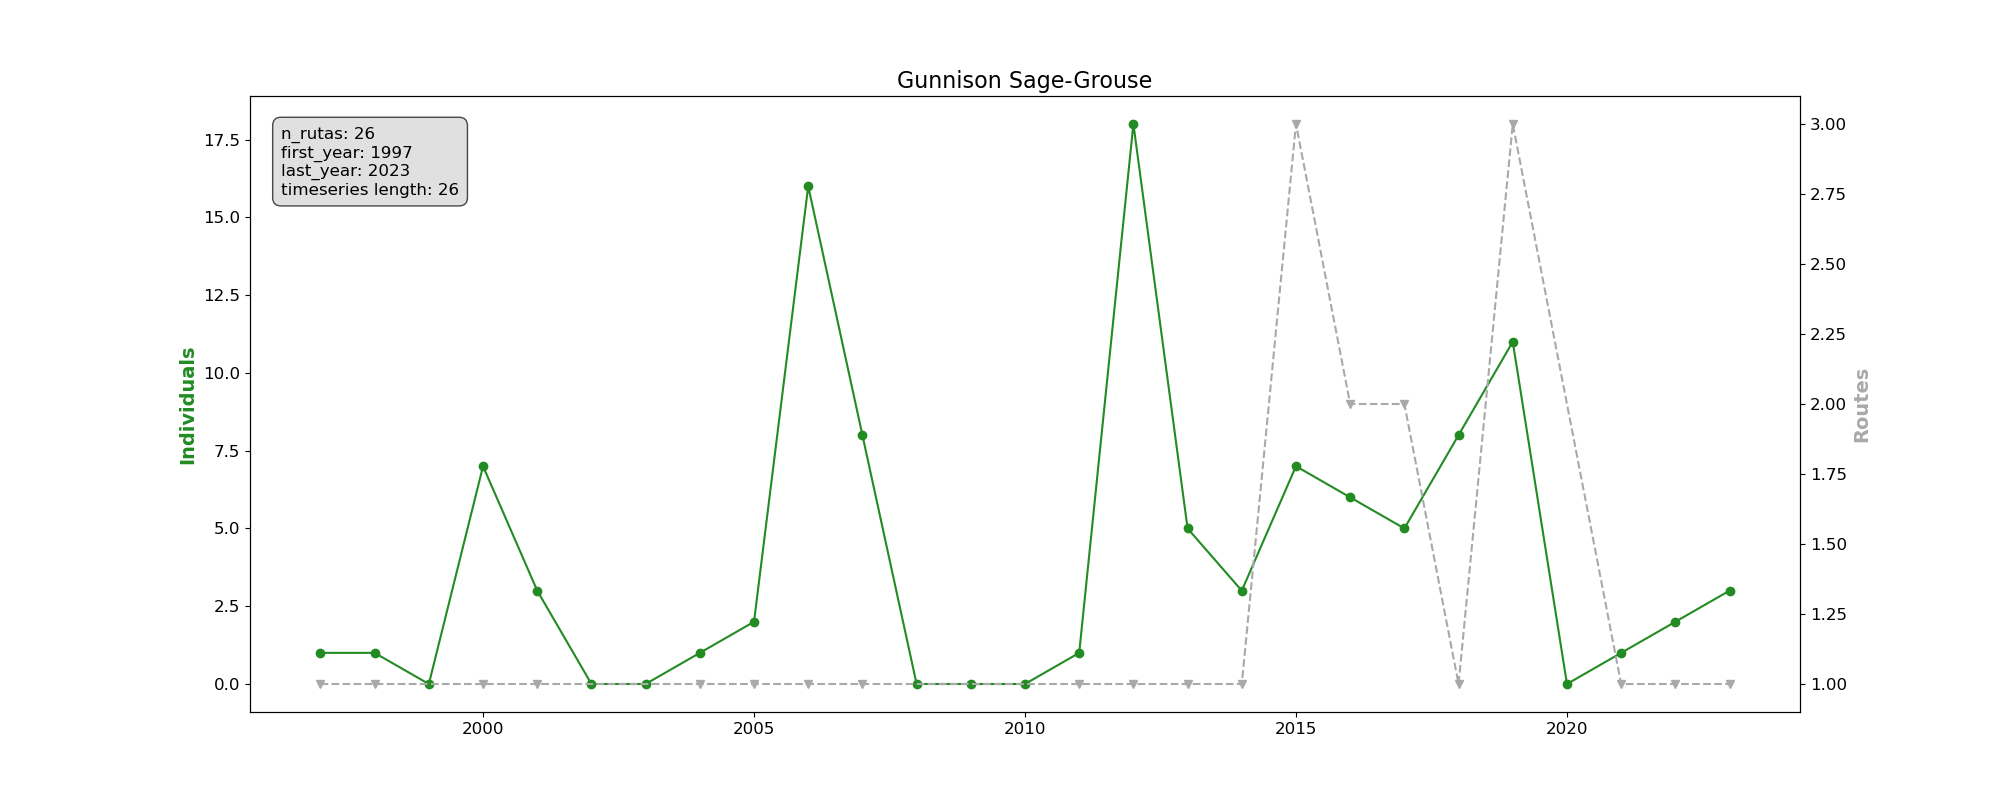 Gunnison Sage-Grouse
n_rutas: 26
first_year: 1997
last_year: 2023
timeseries length: 26
Individuals
17.5
15.0
12.5
10.0
7.5
5.0
2.5
0.0
3.00
2.75
2.50
2.25
2.00
1.75
1.50
1.25
1.00
Routes
2000 2005 2010 2015 2020